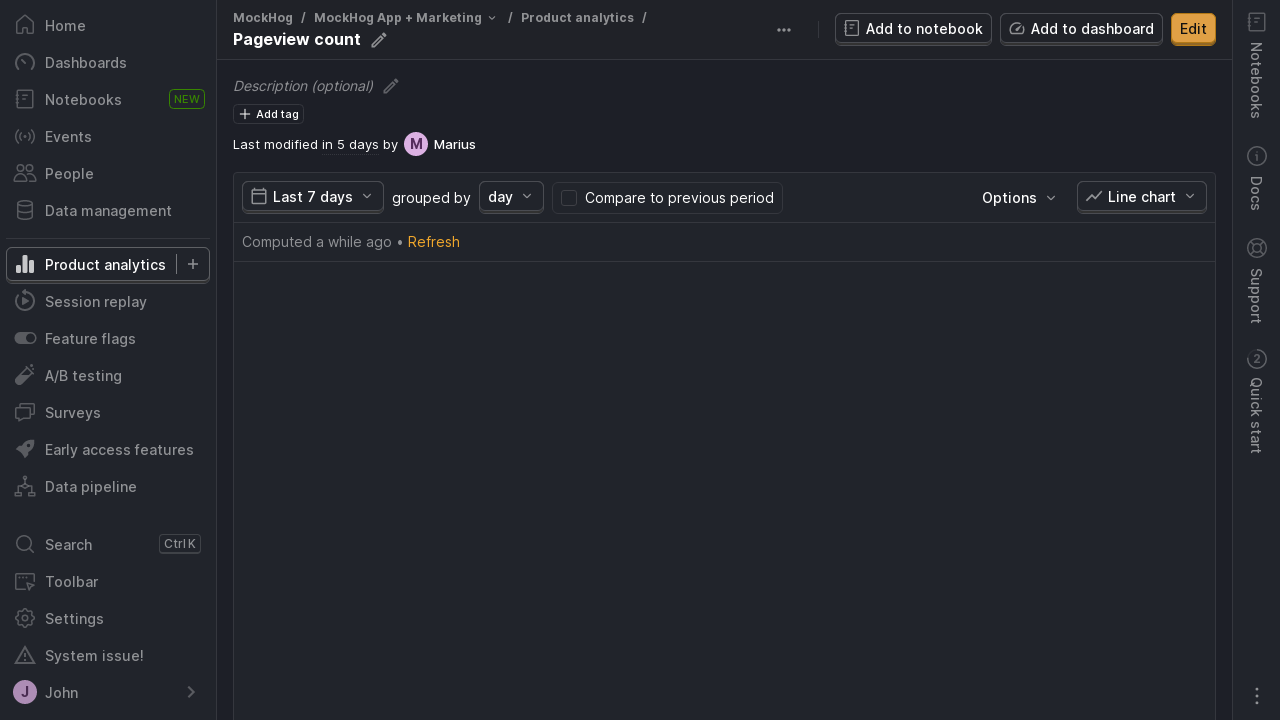 Home
Dashboards
Notebooks NEW
Events
People
Data management
Product analytics
Session replay
Feature flags
A/B testing
Surveys
Early access features
Data pipeline
Search Ctrl K
Toolbar
Settings
System issue!
J John
MockHog / MockHog App + Marketing / Product analytics /
Pageview count
Add to notebook Add to dashboard Edit
Description (optional)
Add tag
Last modified in 5 days by M Marius
Last 7 days grouped by day Compare to previous period Options Line chart
Computed a while ago • Refresh
Notebooks
Docs
Support
2 Quick start